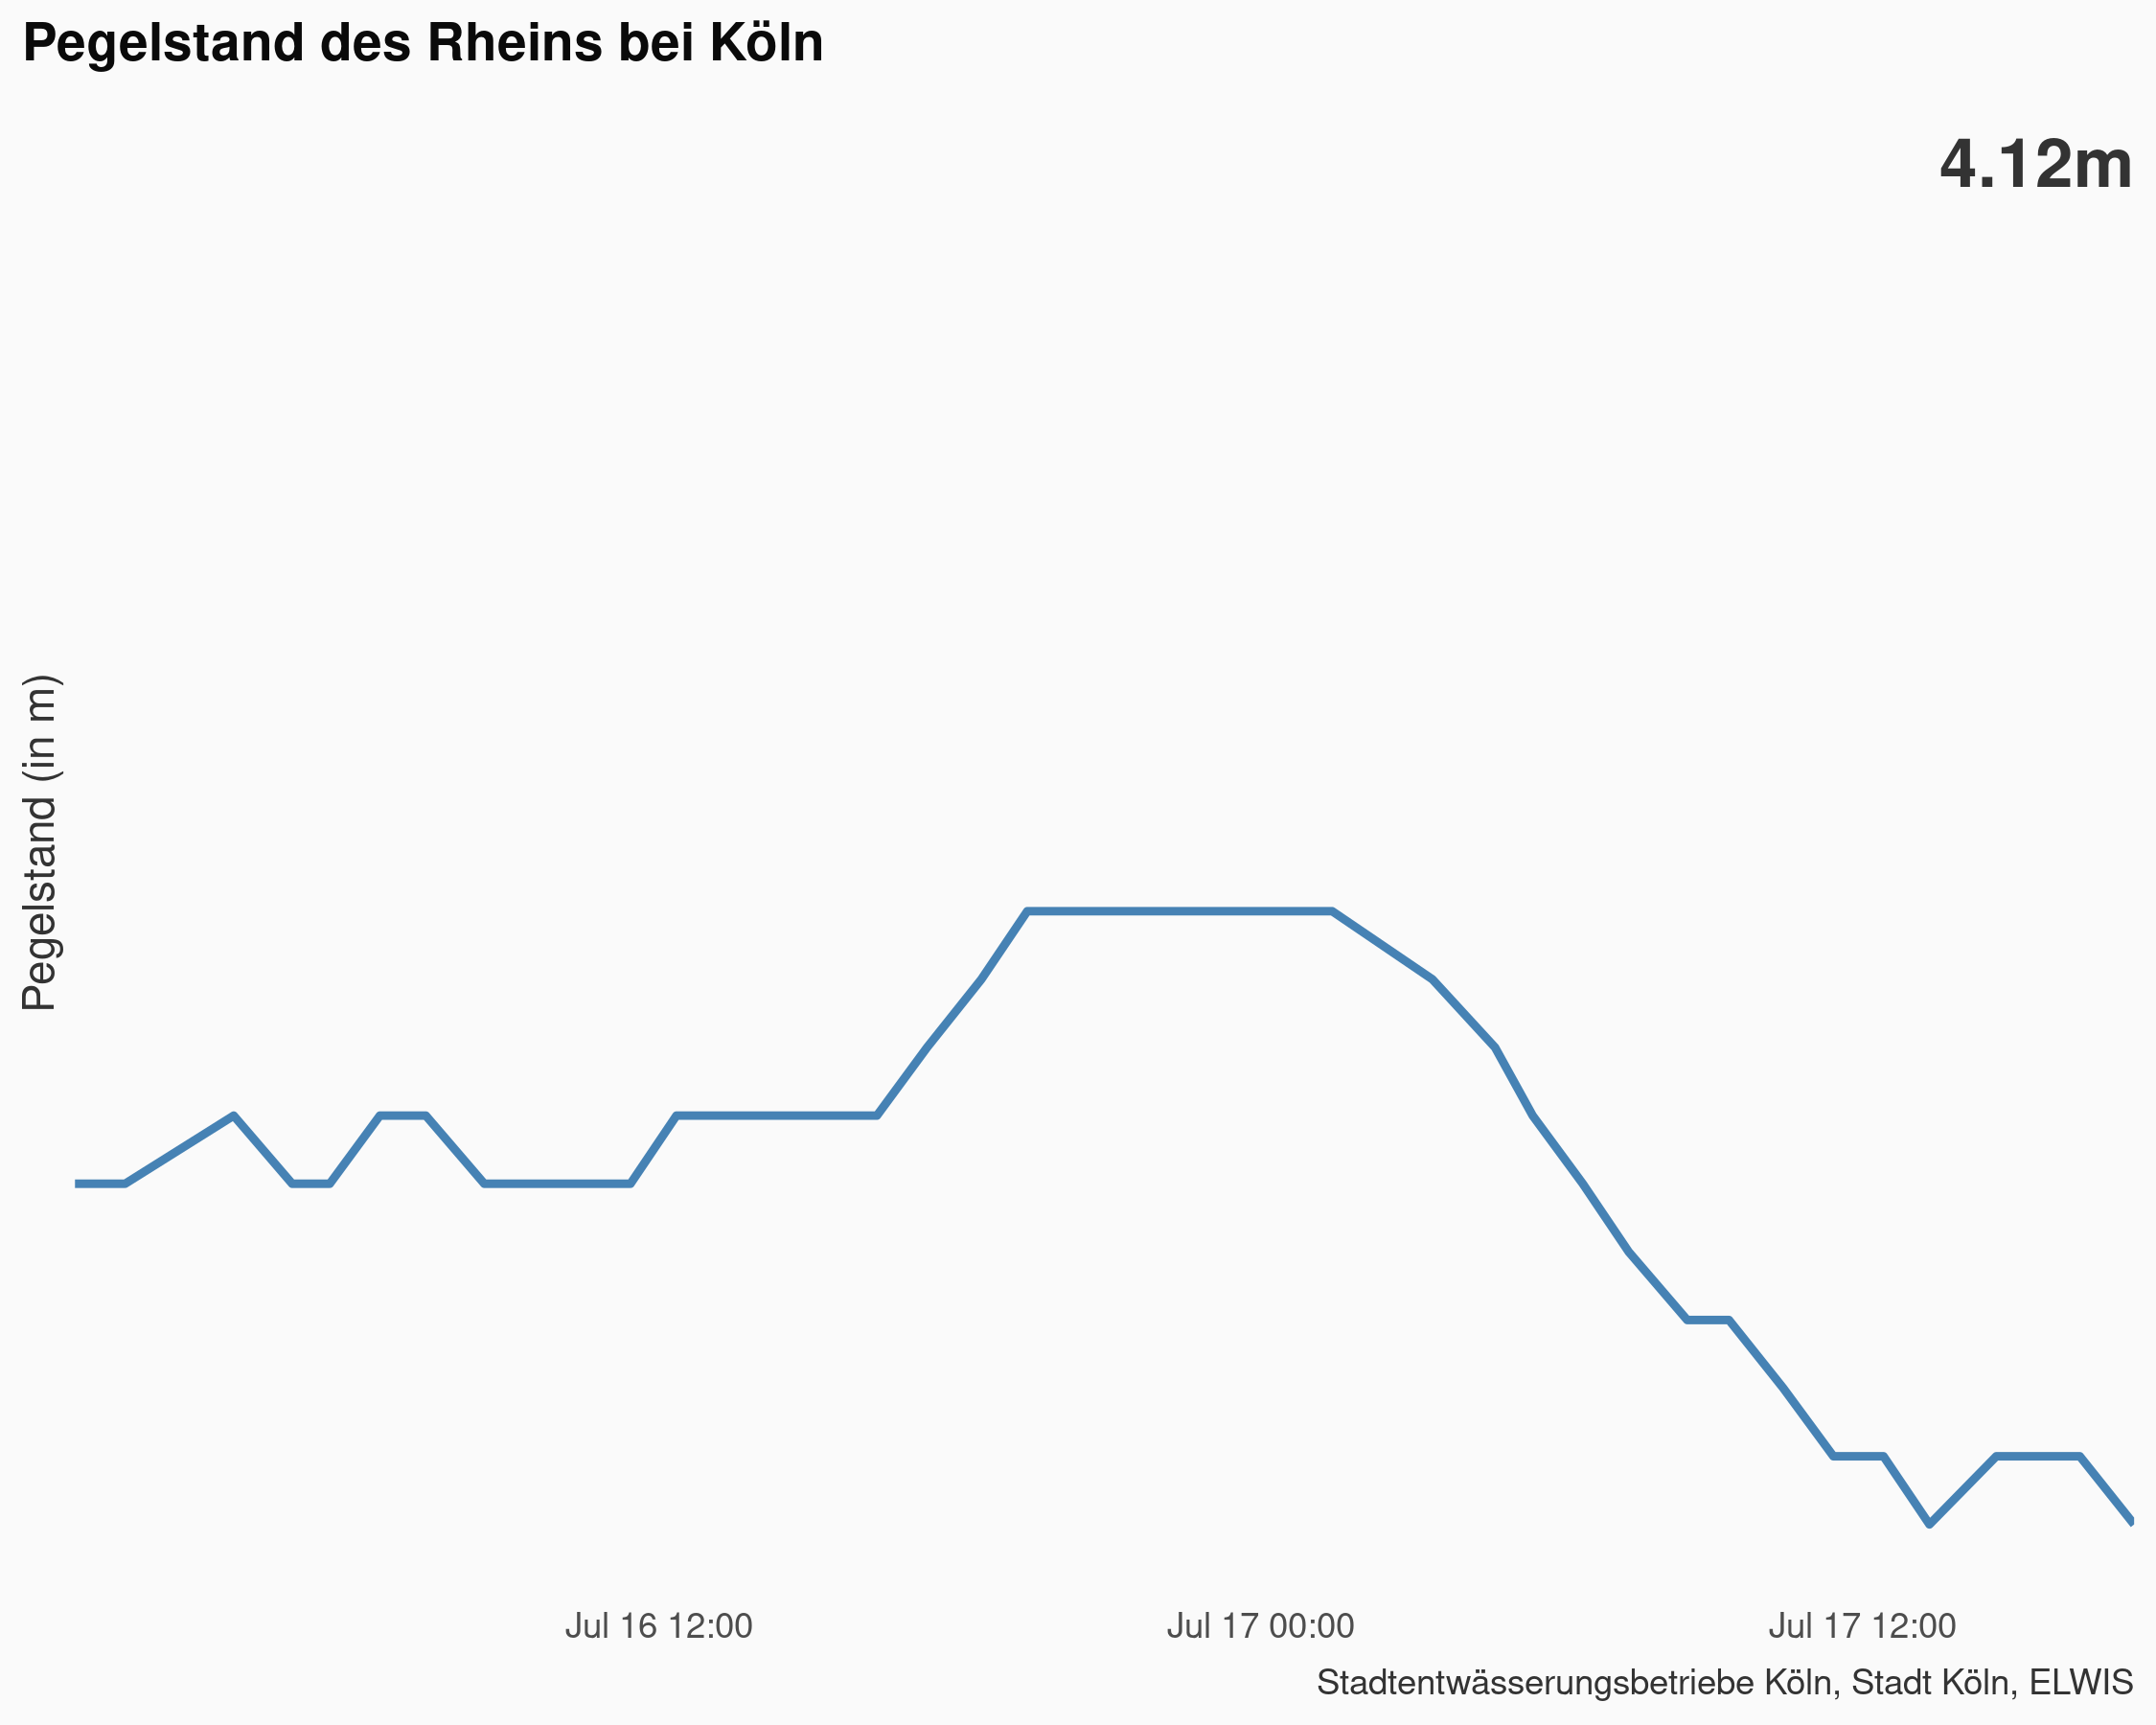 Pegelstand des Rheins bei Köln
4.12m
Pegelstand (in m)
Jul 16 12:00
Jul 17 00:00
Jul 17 12:00
Stadtentwässerungsbetriebe Köln, Stadt Köln, ELWIS